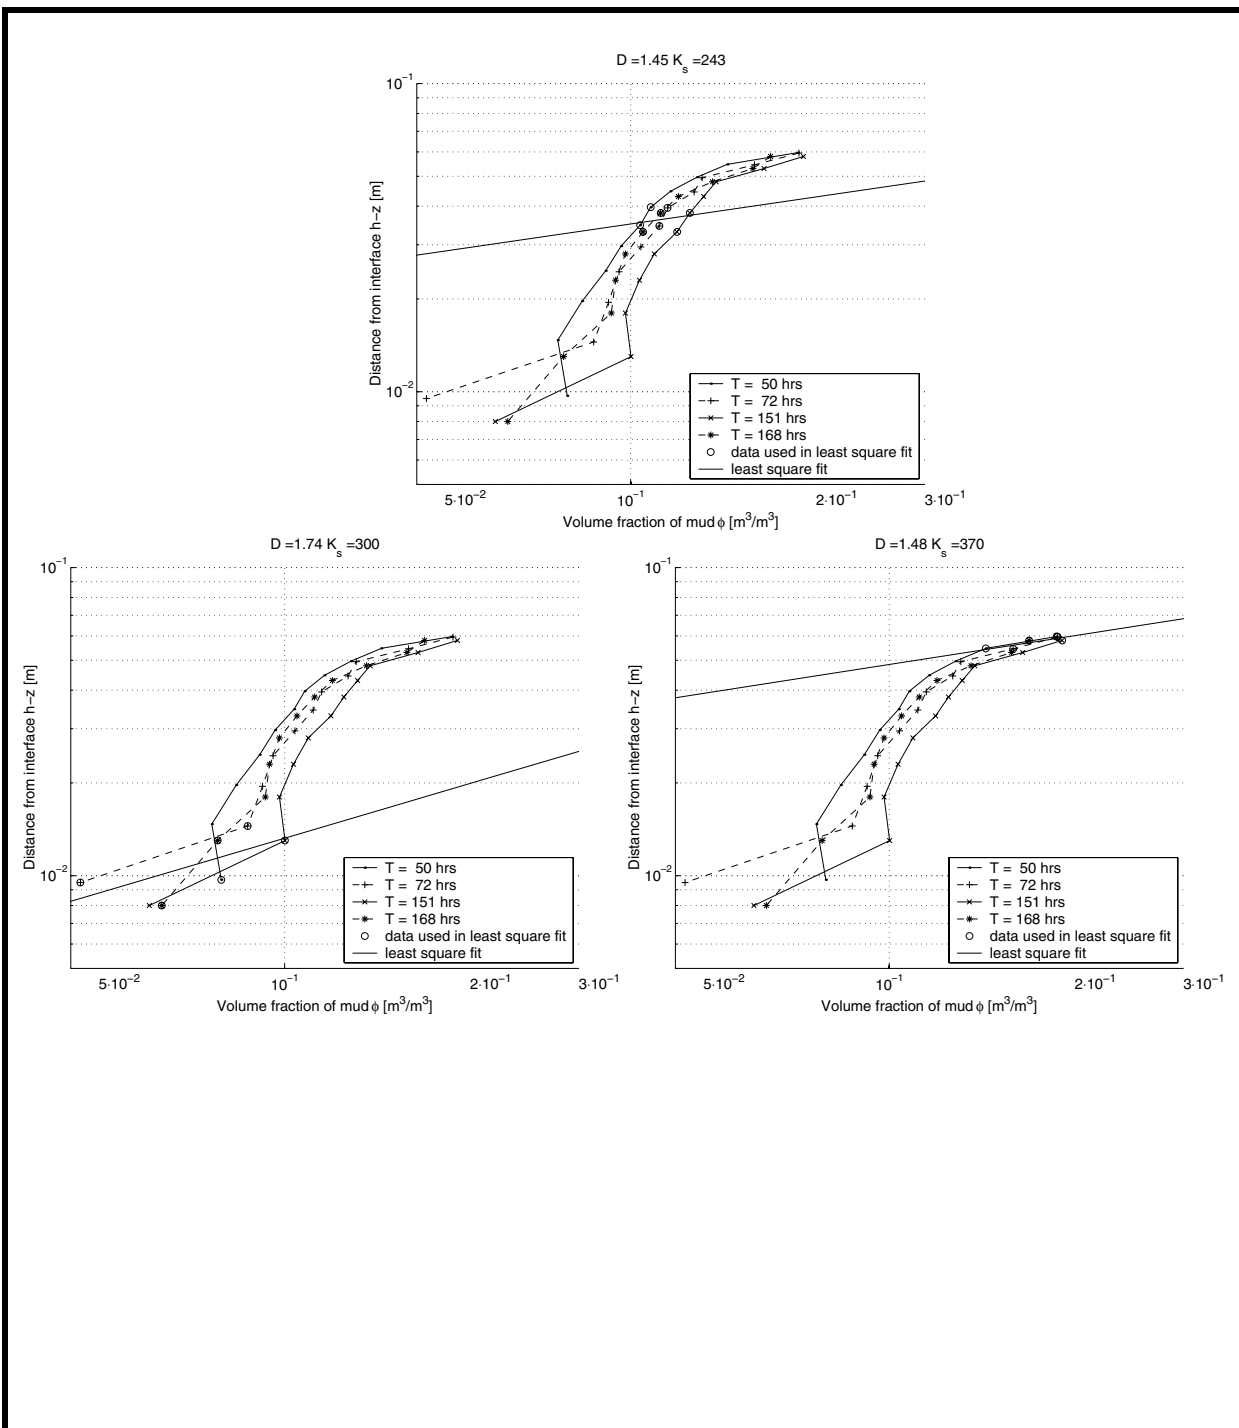 D =1.45 K_s =243
10^-1
10^-2
Distance from interface h-z [m]
T = 50 hrs
T = 72 hrs
T = 151 hrs
T = 168 hrs
data used in least square fit
least square fit
5·10^-2 10^-1 2·10^-1 3·10^-1
Volume fraction of mud φ [m^3/m^3]
D =1.74 K_s =300
10^-1
10^-2
Distance from interface h-z [m]
T = 50 hrs
T = 72 hrs
T = 151 hrs
T = 168 hrs
data used in least square fit
least square fit
5·10^-2 10^-1 2·10^-1 3·10^-1
Volume fraction of mud φ [m^3/m^3]
D =1.48 K_s =370
10^-1
10^-2
Distance from interface h-z [m]
T = 50 hrs
T = 72 hrs
T = 151 hrs
T = 168 hrs
data used in least square fit
least square fit
5·10^-2 10^-1 2·10^-1 3·10^-1
Volume fraction of mud φ [m^3/m^3]